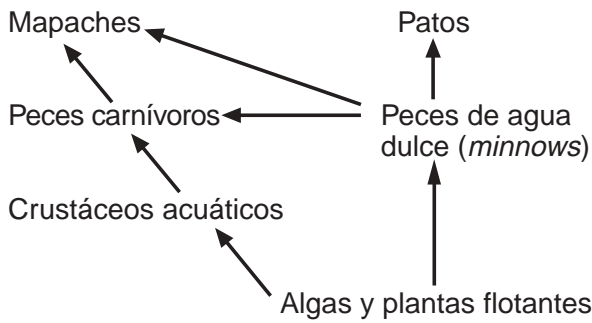 Mapaches
Patos
Peces carnívoros
Peces de agua
dulce (minnows)
Crustáceos acuáticos
Algas y plantas flotantes